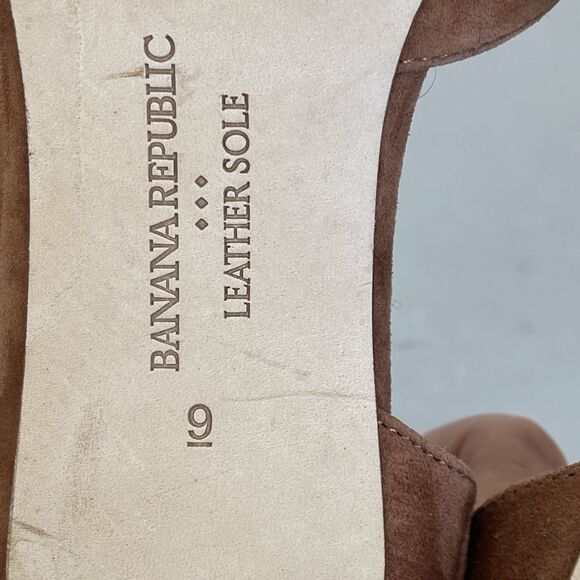 BANANA REPUBLIC
LEATHER SOLE
9